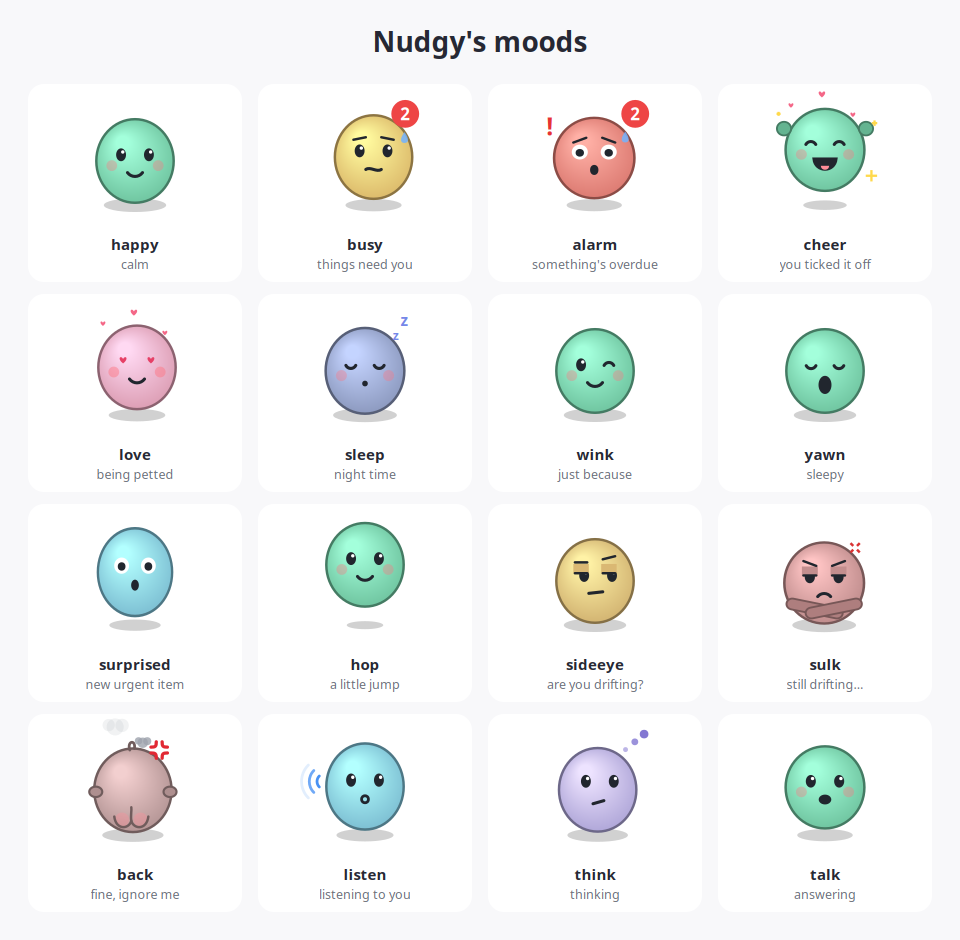 Nudgy's moods
2
! 2
happy busy alarm cheer
calm things need you something's overdue you ticked it off
z
z
love sleep wink yawn
being petted night time just because sleepy
surprised hop sideeye sulk
new urgent item a little jump are you drifting? still drifting...
back listen think talk
fine, ignore me listening to you thinking answering